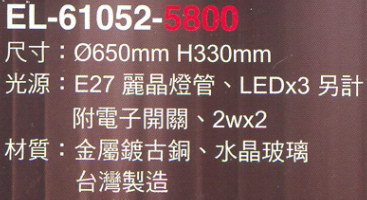 EL-61052-5800
尺寸：Ø650mm H330mm
光源：E27 麗晶燈管、LEDx3 另計
附電子開關、2wx2
材質：金屬鍍古銅、水晶玻璃
台灣製造